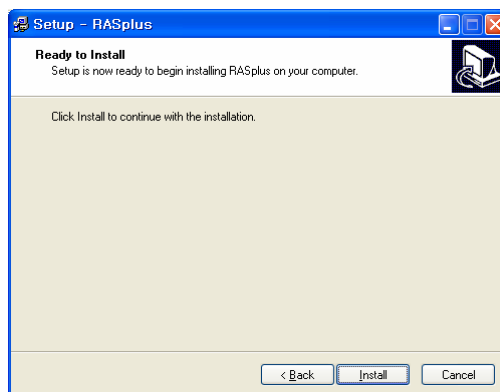 Setup - RASplus
Ready to Install
Setup is now ready to begin installing RASplus on your computer.
Click Install to continue with the installation.
< Back
Install
Cancel